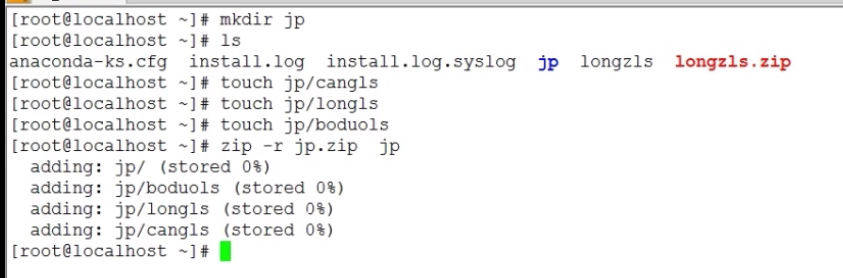 [root@localhost ~]# mkdir jp
[root@localhost ~]# ls
anaconda-ks.cfg  install.log  install.log.syslog  jp  longzls  longzls.zip
[root@localhost ~]# touch jp/cangls
[root@localhost ~]# touch jp/longls
[root@localhost ~]# touch jp/boduols
[root@localhost ~]# zip -r jp.zip  jp
  adding: jp/ (stored 0%)
  adding: jp/boduols (stored 0%)
  adding: jp/longls (stored 0%)
  adding: jp/cangls (stored 0%)
[root@localhost ~]#